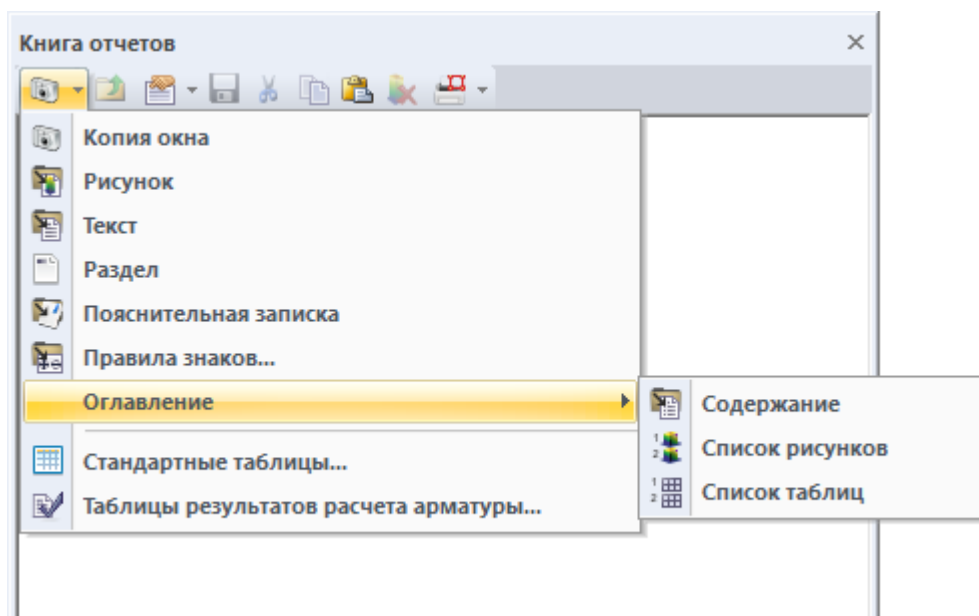 Книга отчетов
Копия окна
Рисунок
Текст
Раздел
Пояснительная записка
Правила знаков...
Оглавление
Содержание
Список рисунков
Список таблиц
Стандартные таблицы...
Таблицы результатов расчета арматуры...